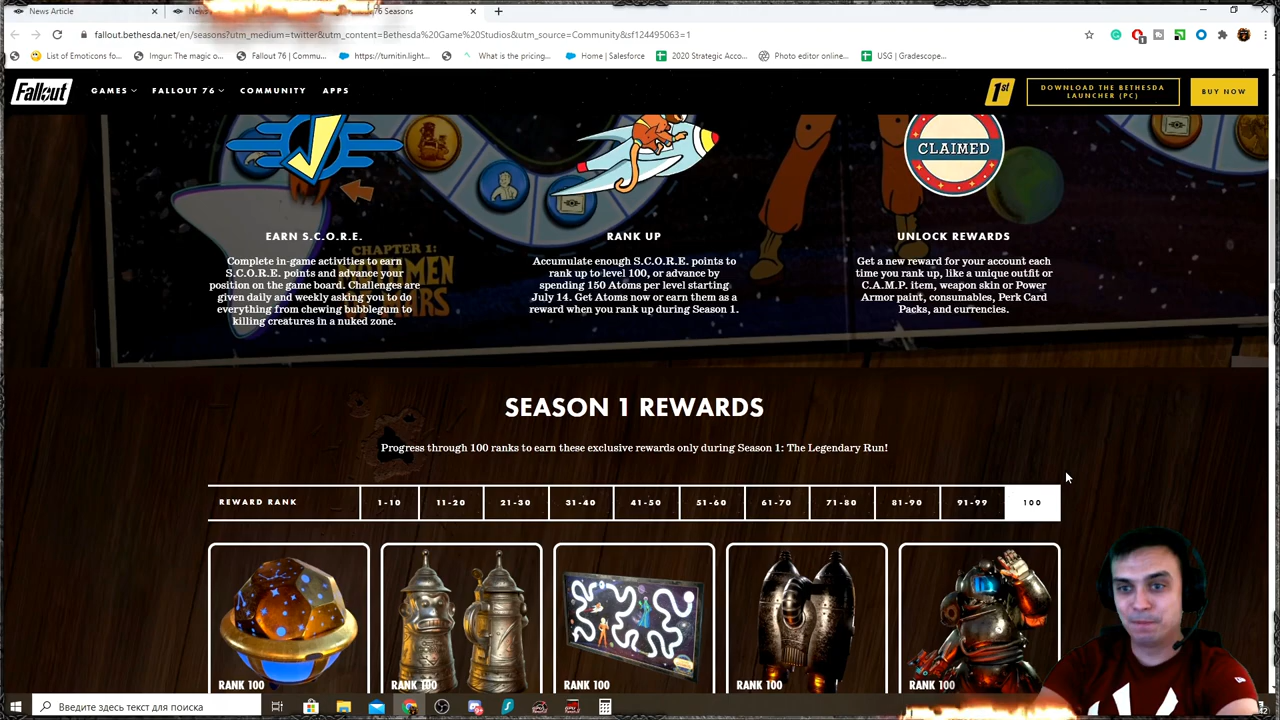 News Article
News
76 Seasons
fallout.bethesda.net/en/seasons?utm_medium=twitter&utm_content=Bethesda%20Game%20Studios&utm_source=Community&sf124495063=1
List of Emoticons fo...
Imgur: The magic o...
Fallout 76 | Commu...
https://turnitin.light...
What is the pricing...
Home | Salesforce
2020 Strategic Acco...
Photo editor online...
USG | Gradescope...
Fallout
GAMES
FALLOUT 76
COMMUNITY
APPS
1st
DOWNLOAD THE BETHESDA
LAUNCHER (PC)
BUY NOW
CLAIMED
CHAPTER 1:
EARN S.C.O.R.E.
Complete in-game activities to earn
S.C.O.R.E. points and advance your
position on the game board. Challenges are
given daily and weekly asking you to do
everything from chewing bubblegum to
killing creatures in a nuked zone.
RANK UP
Accumulate enough S.C.O.R.E. points to
rank up to level 100, or advance by
spending 150 Atoms per level starting
July 14. Get Atoms now or earn them as a
reward when you rank up during Season 1.
UNLOCK REWARDS
Get a new reward for your account each
time you rank up, like a unique outfit or
C.A.M.P. item, weapon skin or Power
Armor paint, consumables, Perk Card
Packs, and currencies.
SEASON 1 REWARDS
Progress through 100 ranks to earn these exclusive rewards only during Season 1: The Legendary Run!
REWARD RANK
1-10
11-20
21-30
31-40
41-50
51-60
61-70
71-80
81-90
91-99
100
RANK 100
RANK 100
RANK 100
RANK 100
RANK 100
Введите здесь текст для поиска